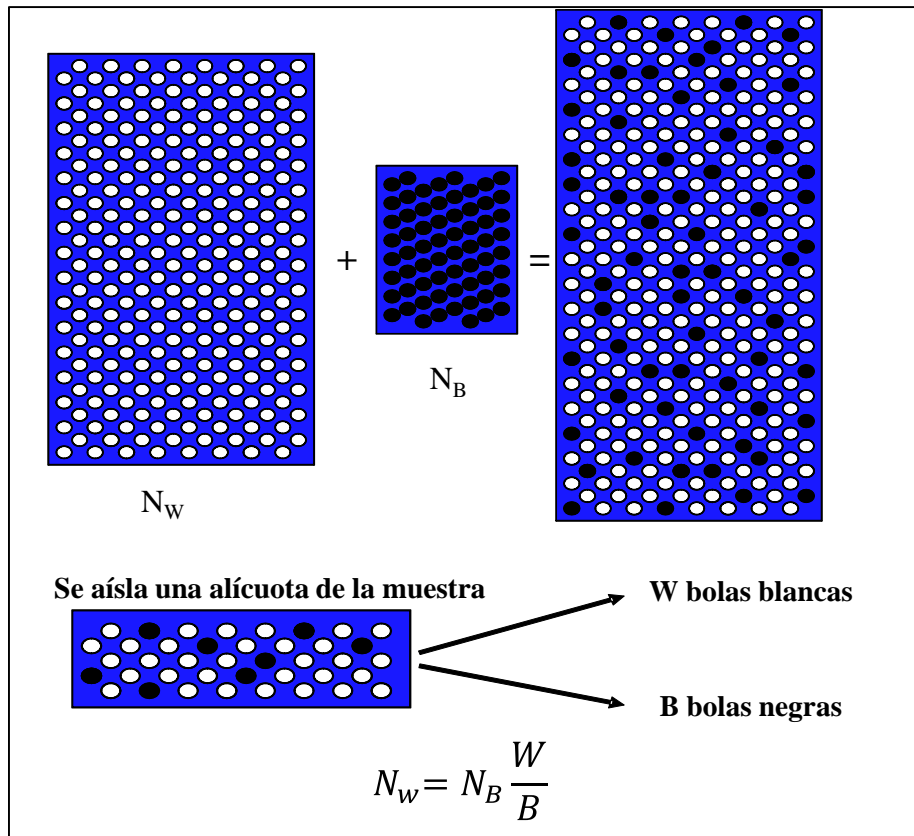 + =
N_B
N_W
Se aísla una alícuota de la muestra
W bolas blancas
B bolas negras
N_w = N_B W/B